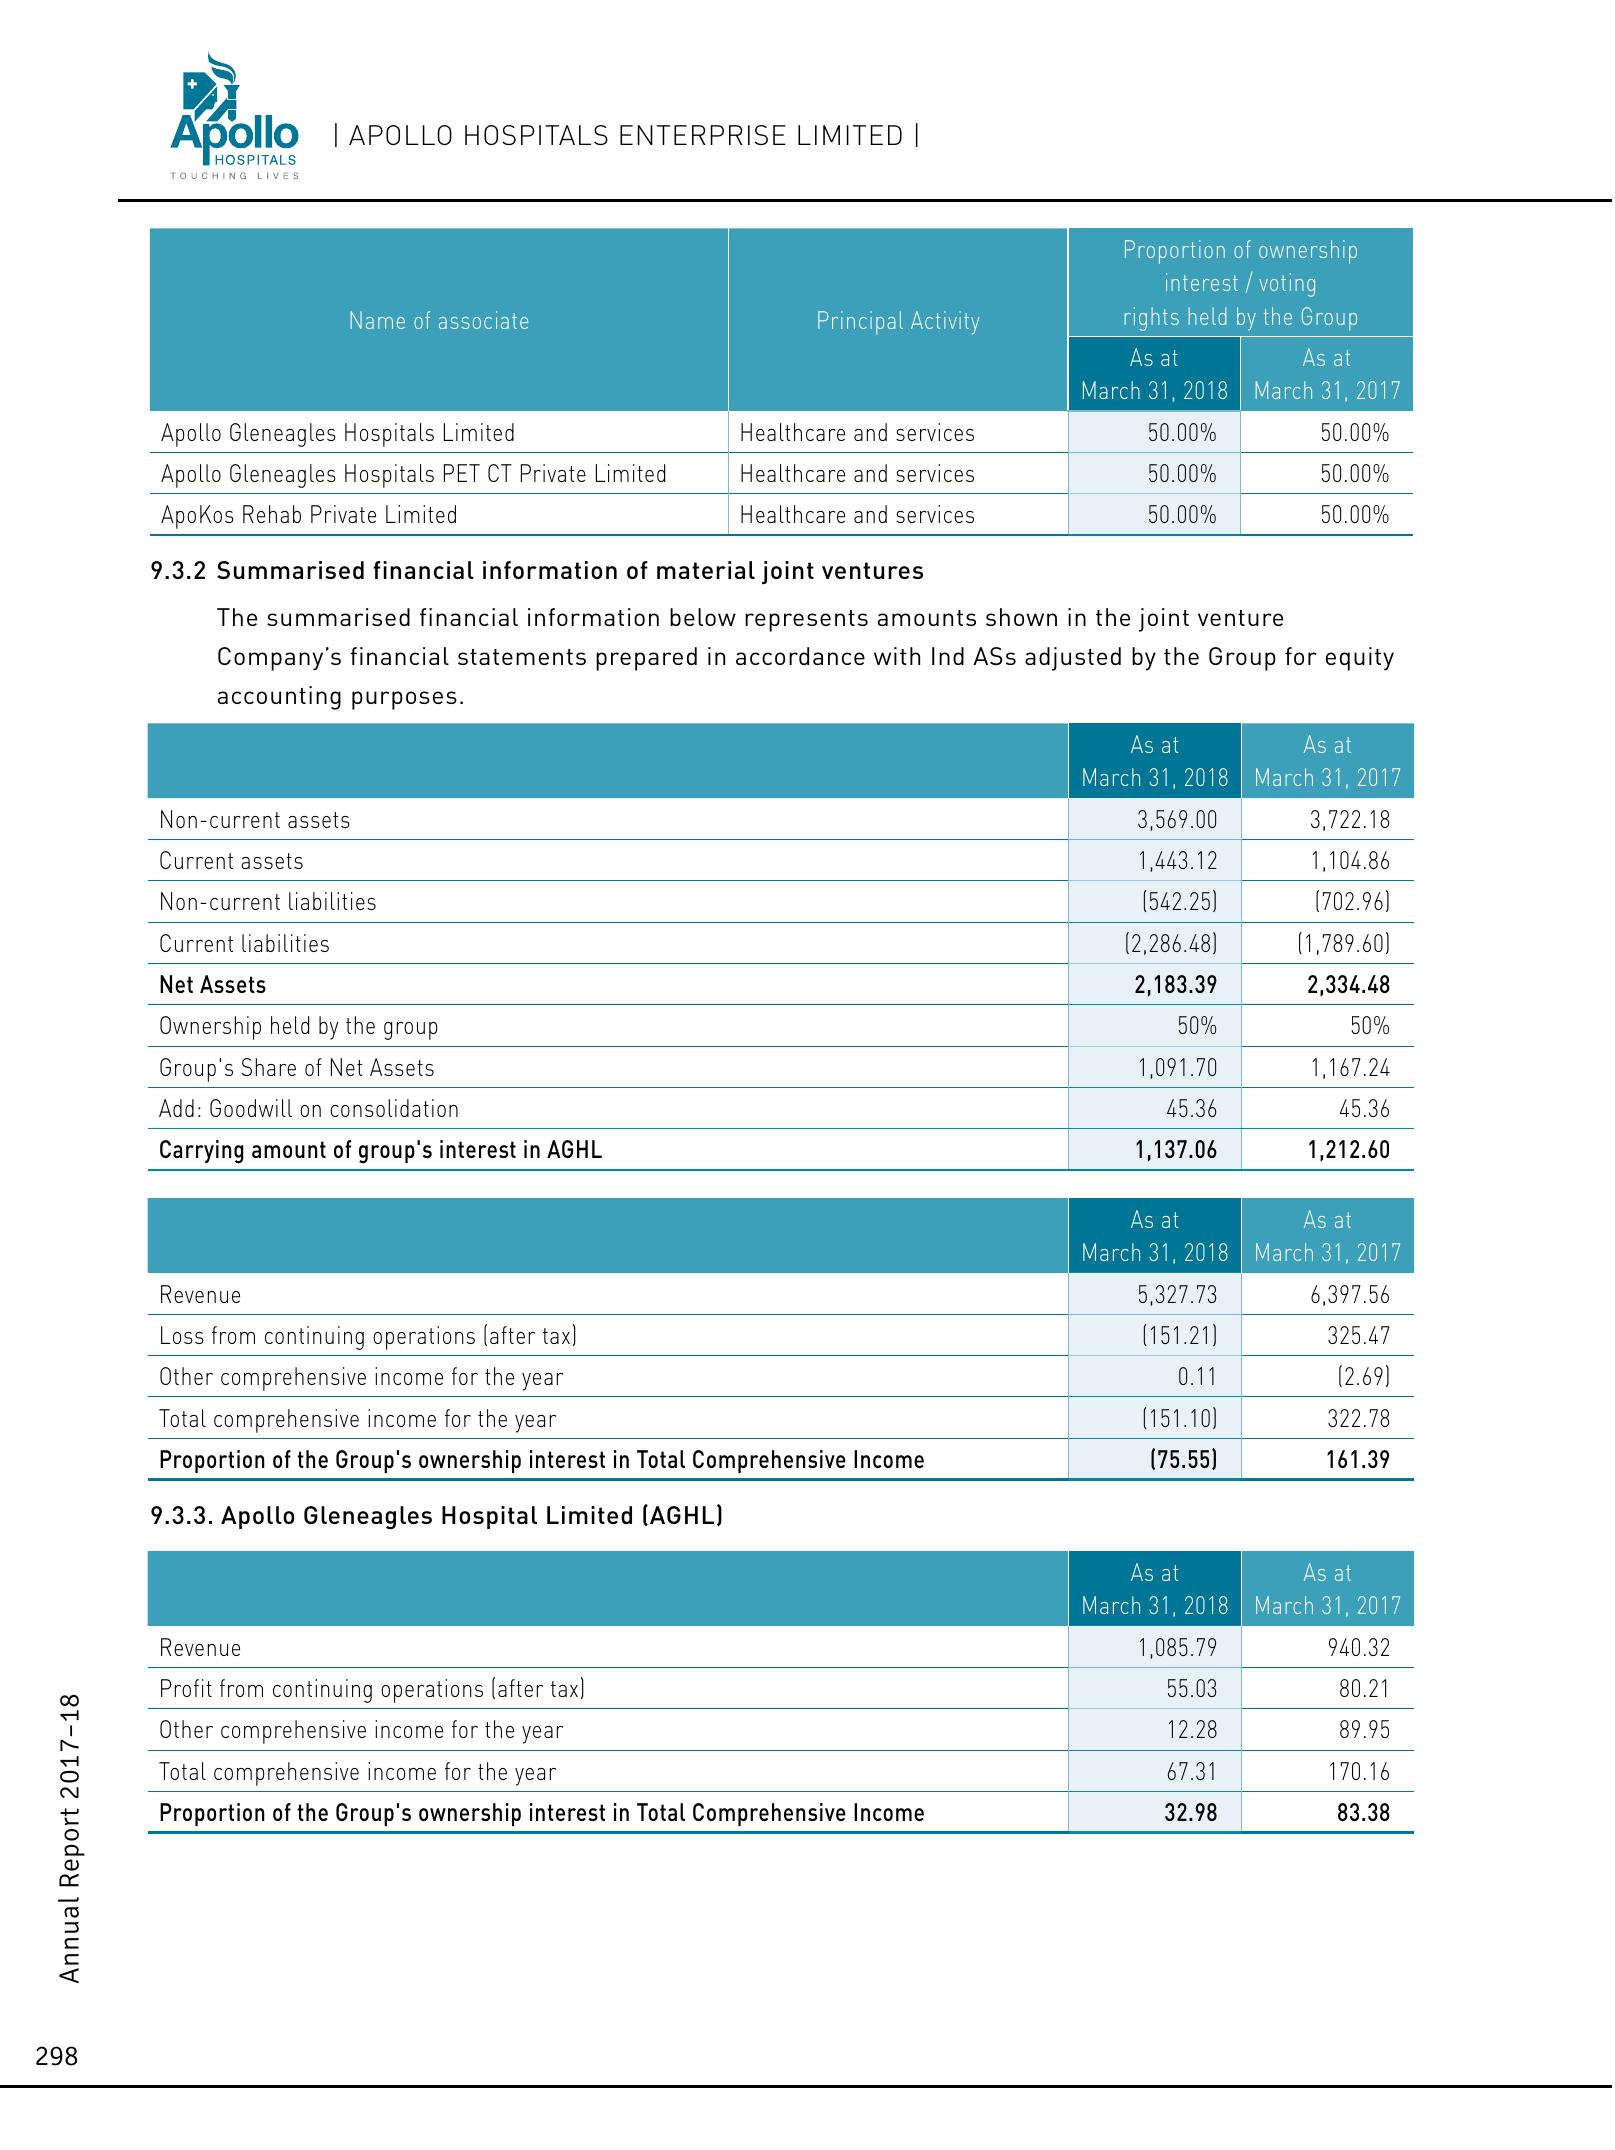 Apollo
HOSPITALS
TOUCHING LIVES
| APOLLO HOSPITALS ENTERPRISE LIMITED |
Name of associate Principal Activity Proportion of ownership
interest / voting
rights held by the Group
As at
March 31, 2018 As at
March 31, 2017
Apollo Gleneagles Hospitals Limited Healthcare and services 50.00% 50.00%
Apollo Gleneagles Hospitals PET CT Private Limited Healthcare and services 50.00% 50.00%
ApoKos Rehab Private Limited Healthcare and services 50.00% 50.00%
9.3.2 Summarised financial information of material joint ventures
The summarised financial information below represents amounts shown in the joint venture
Company’s financial statements prepared in accordance with Ind ASs adjusted by the Group for equity
accounting purposes.
As at As at
March 31, 2018 March 31, 2017
Non-current assets 3,569.00 3,722.18
Current assets 1,443.12 1,104.86
Non-current liabilities (542.25) (702.96)
Current liabilities (2,286.48) (1,789.60)
Net Assets 2,183.39 2,334.48
Ownership held by the group 50% 50%
Group's Share of Net Assets 1,091.70 1,167.24
Add: Goodwill on consolidation 45.36 45.36
Carrying amount of group's interest in AGHL 1,137.06 1,212.60
As at As at
March 31, 2018 March 31, 2017
Revenue 5,327.73 6,397.56
Loss from continuing operations (after tax) (151.21) 325.47
Other comprehensive income for the year 0.11 (2.69)
Total comprehensive income for the year (151.10) 322.78
Proportion of the Group's ownership interest in Total Comprehensive Income (75.55) 161.39
9.3.3. Apollo Gleneagles Hospital Limited (AGHL)
As at As at
March 31, 2018 March 31, 2017
Revenue 1,085.79 940.32
Profit from continuing operations (after tax) 55.03 80.21
Other comprehensive income for the year 12.28 89.95
Total comprehensive income for the year 67.31 170.16
Proportion of the Group's ownership interest in Total Comprehensive Income 32.98 83.38
Annual Report 2017–18
298